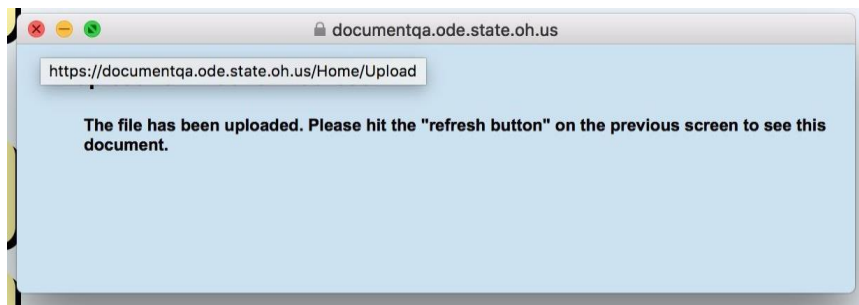 documentqa.ode.state.oh.us
https://documentqa.ode.state.oh.us/Home/Upload
The file has been uploaded. Please hit the "refresh button" on the previous screen to see this
document.